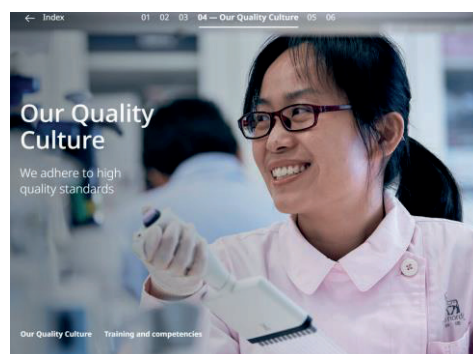 ← Index
01 02 03 04 — Our Quality Culture 05 06
Our Quality
Culture
We adhere to high
quality standards
Our Quality Culture Training and competencies